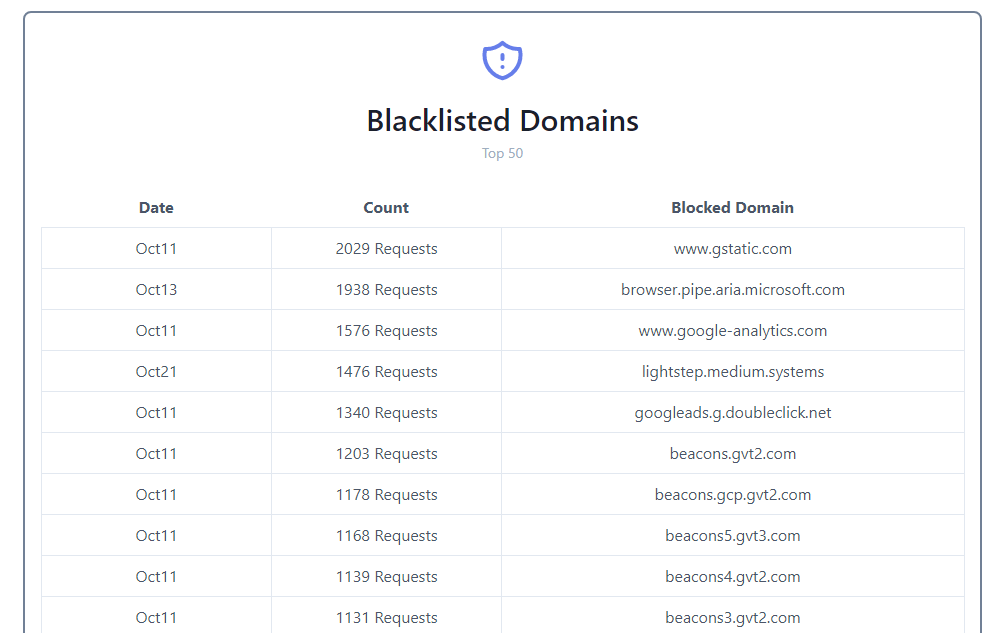 Blacklisted Domains
Top 50
Date Count Blocked Domain
Oct11 2029 Requests www.gstatic.com
Oct13 1938 Requests browser.pipe.aria.microsoft.com
Oct11 1576 Requests www.google-analytics.com
Oct21 1476 Requests lightstep.medium.systems
Oct11 1340 Requests googleads.g.doubleclick.net
Oct11 1203 Requests beacons.gvt2.com
Oct11 1178 Requests beacons.gcp.gvt2.com
Oct11 1168 Requests beacons5.gvt3.com
Oct11 1139 Requests beacons4.gvt2.com
Oct11 1131 Requests beacons3.gvt2.com